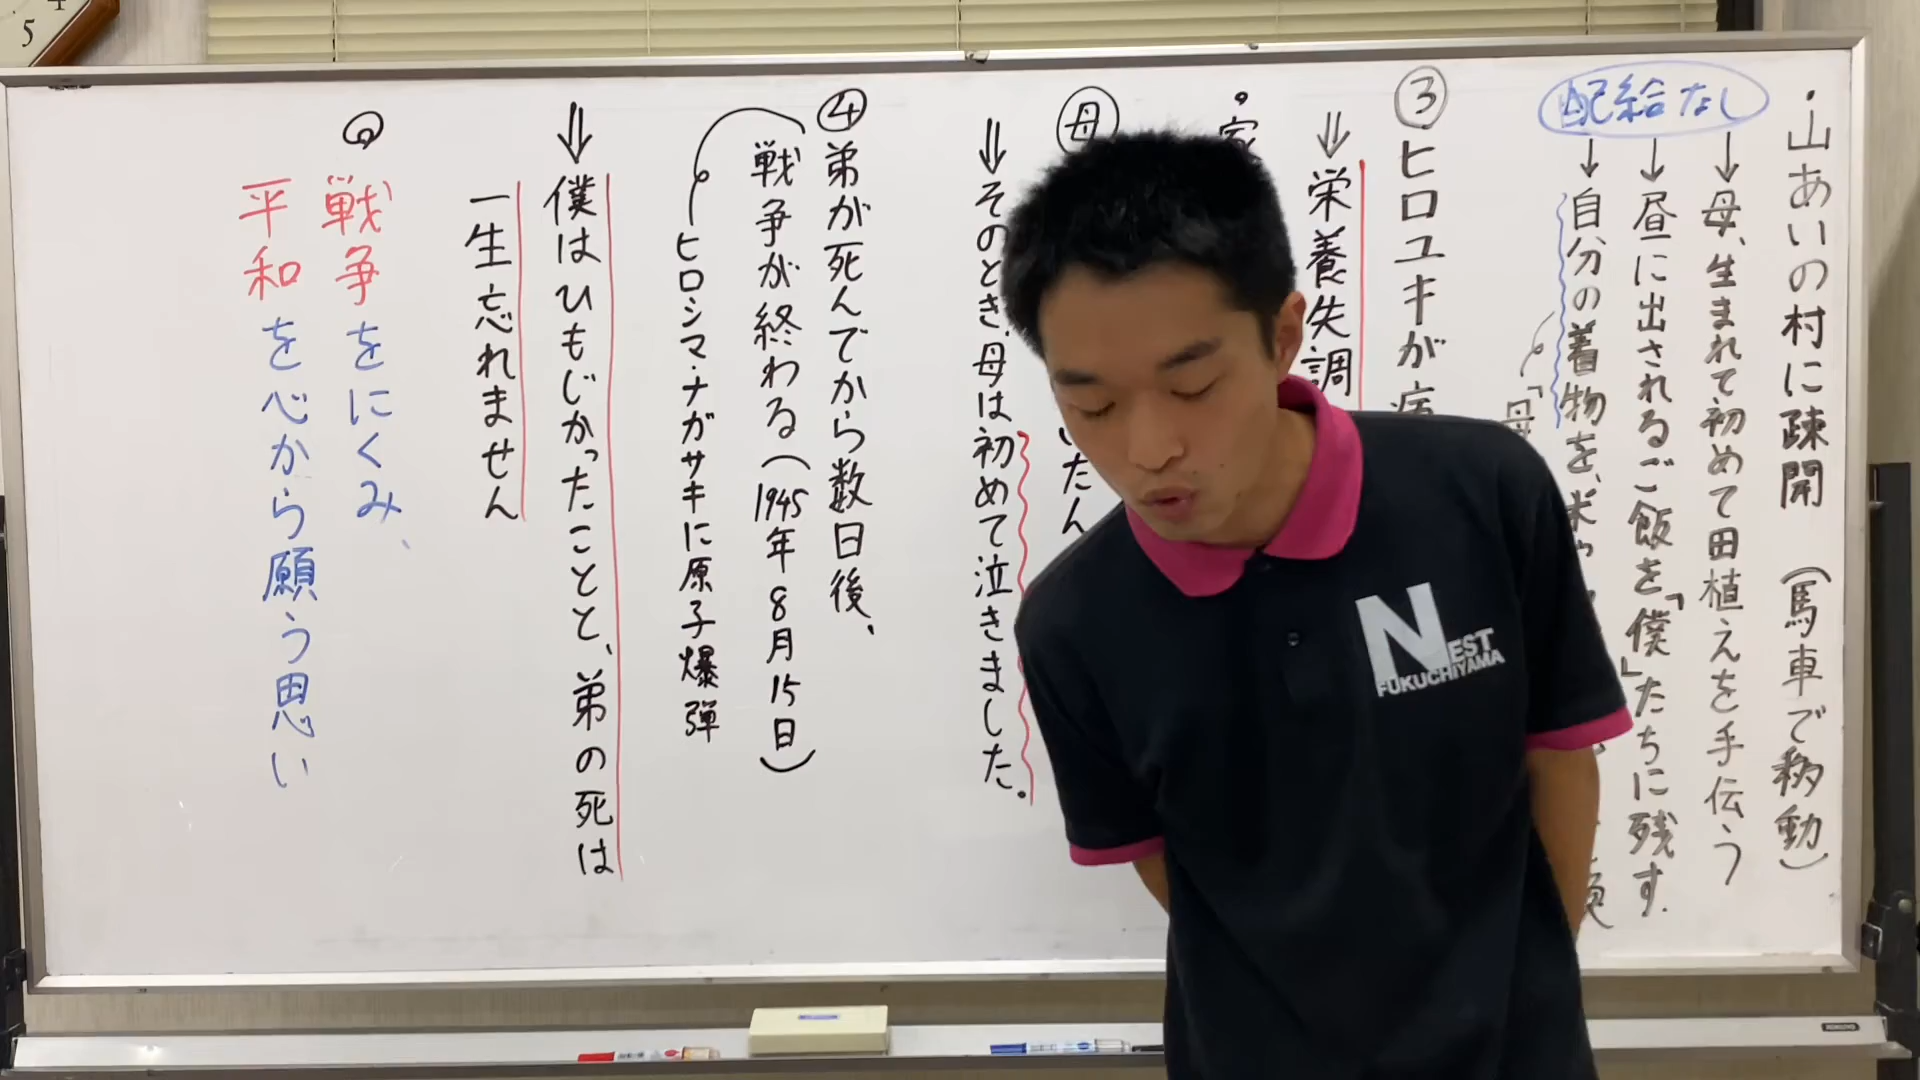 ・山あいの村に疎開（馬車で移動）
配給なし
↓母、生まれて初めて田植えを手伝う
↓昼に出されるご飯を「僕」たちに残す.
↓自分の着物を、米
「母
③ヒロユキが病
⇓栄養失調
・家
母
いたん
⇓そのとき、母は初めて泣きました.
④弟が死んでから数日後、
戦争が終わる（1945年8月15日）
ヒロシマ・ナガサキに原子爆弾
⇓僕はひもじかったことと、弟の死は
一生忘れません
戦争をにくみ、
平和を心から願う思い
NEST
FUKUCHIYAMA
5